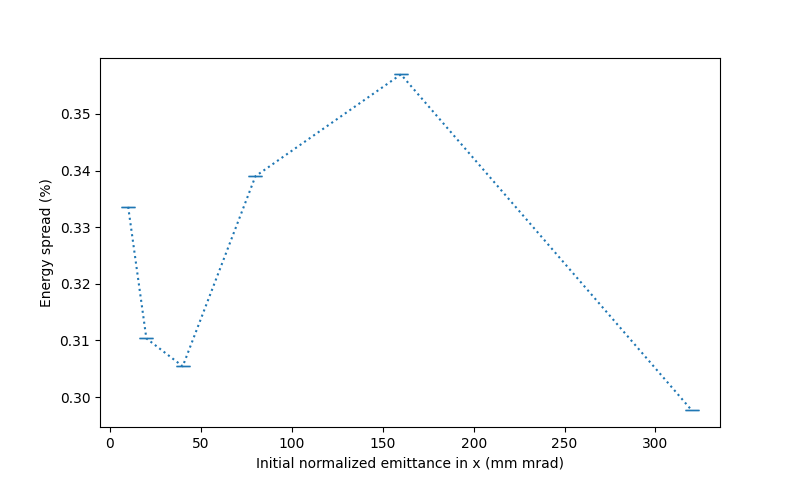 0.35
0.34
0.33
0.32
0.31
0.30
Energy spread (%)
0 50 100 150 200 250 300
Initial normalized emittance in x (mm mrad)